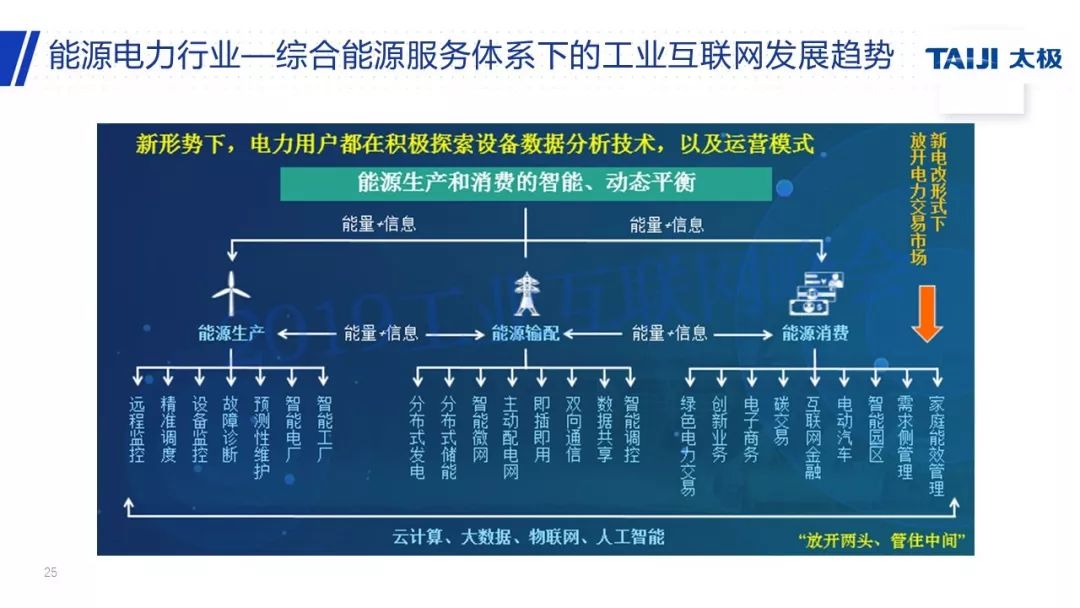 能源电力行业—综合能源服务体系下的工业互联网发展趋势
TAIJI 太极
新形势下，电力用户都在积极探索设备数据分析技术，以及运营模式
能源生产和消费的智能、动态平衡
新电改形式下
放开电力交易市场
能量+信息
能量+信息
能源生产
能量+信息
能源输配
能量+信息
能源消费
远程监控
精准调度
设备监控
故障诊断
预测性维护
智能电厂
智能工厂
分布式发电
分布式储能
智能微网
主动配电网
即插即用
双向通信
数据共享
智能调控
绿色电力交易
创新业务
电子商务
碳交易
互联网金融
电动汽车
智能园区
需求侧管理
家庭能效管理
云计算、大数据、物联网、人工智能
“放开两头、管住中间”
25